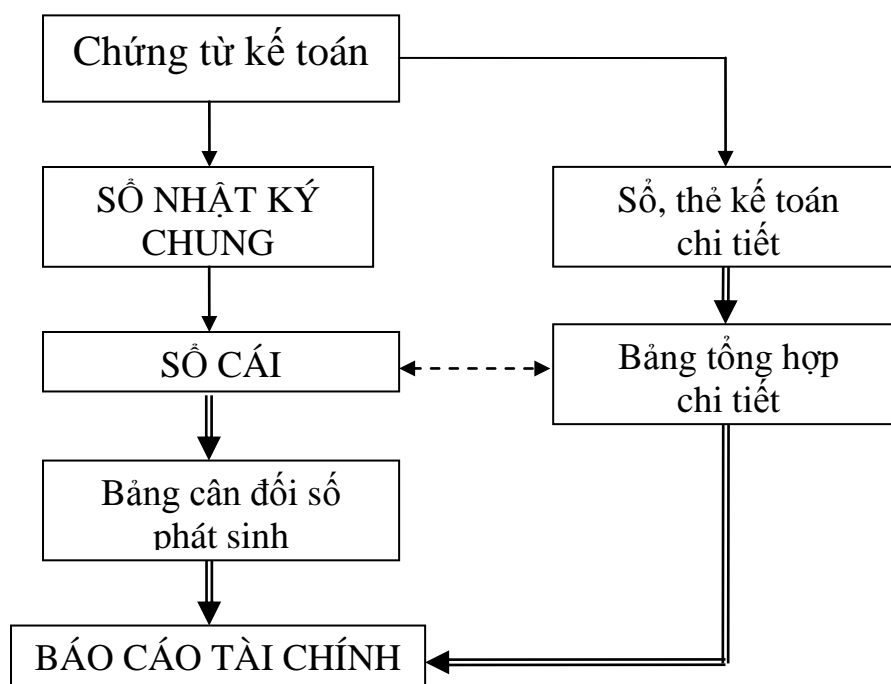 Chứng từ kế toán
SỔ NHẬT KÝ
CHUNG
Sổ, thẻ kế toán
chi tiết
SỔ CÁI
Bảng tổng hợp
chi tiết
Bảng cân đối số
phát sinh
BÁO CÁO TÀI CHÍNH